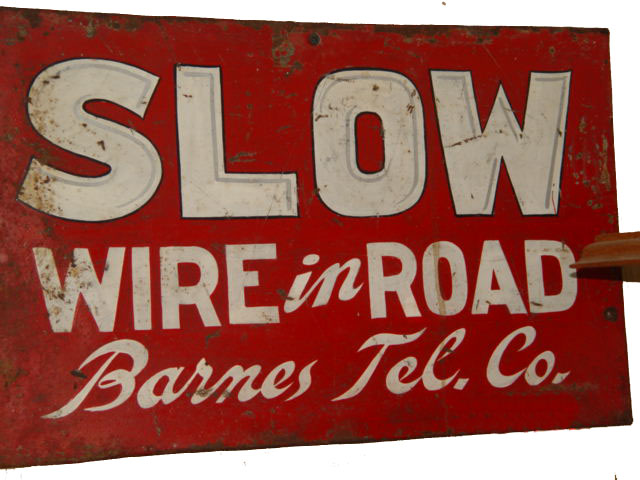 SLOW
WIRE in ROAD
Barnes Tel. Co.